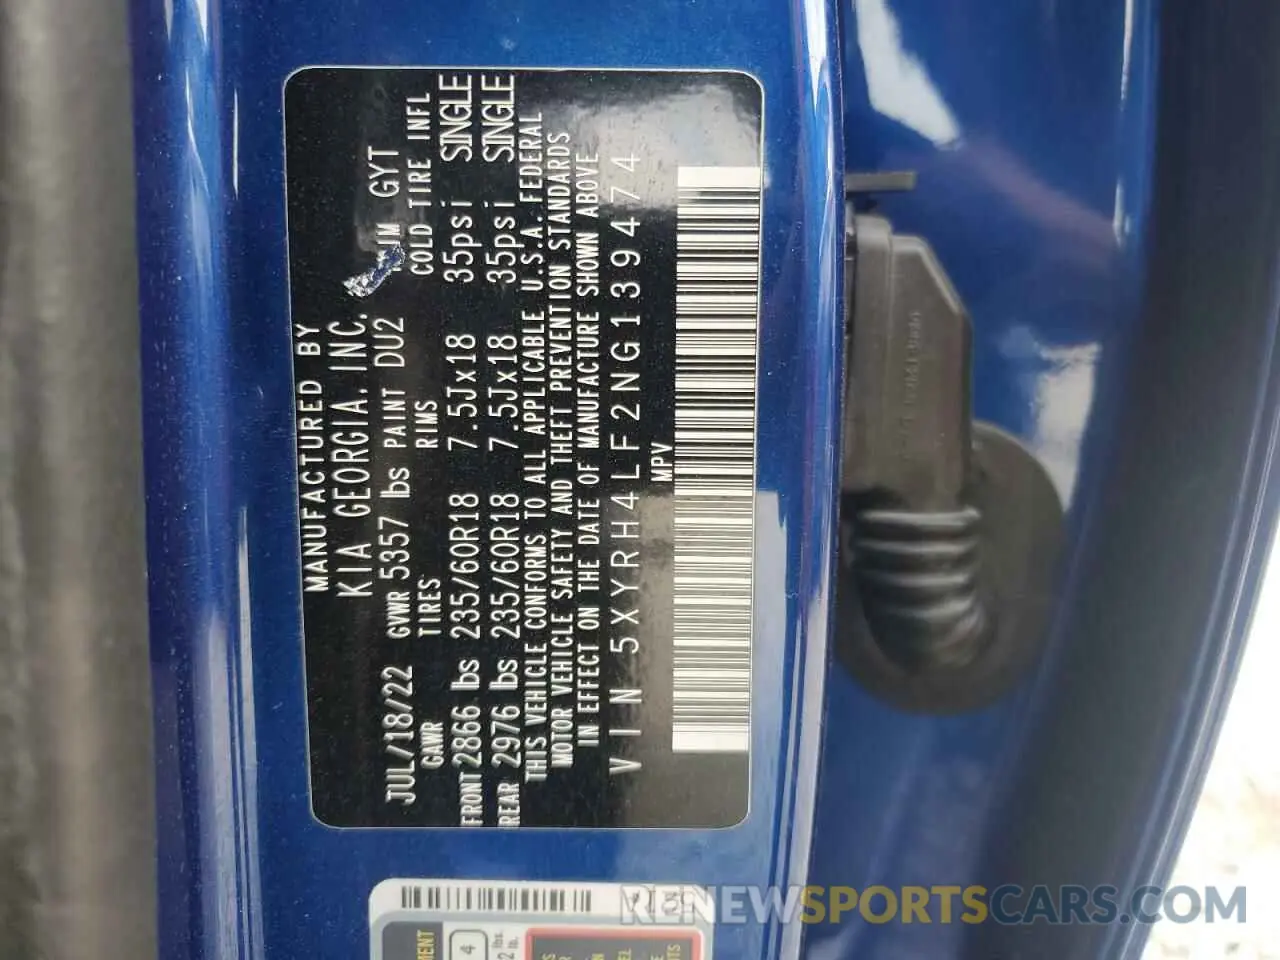 MANUFACTURED BY
KIA GEORGIA. INC.
JUL/18/22 GVWR 5357 lbs PAINT DU2 GYT
GAWR TIRES RIMS COLD TIRE INFL
FRONT 2866 lbs 235/60R18 7.5Jx18 35psi SINGLE
REAR 2976 lbs 235/60R18 7.5Jx18 35psi SINGLE
THIS VEHICLE CONFORMS TO ALL APPLICABLE U.S.A. FEDERAL
MOTOR VEHICLE SAFETY AND THEFT PREVENTION STANDARDS
IN EFFECT ON THE DATE OF MANUFACTURE SHOWN ABOVE
VIN 5XYRH4LF2NG139474
MPV
4
RENEWSPORTSCARS.COM